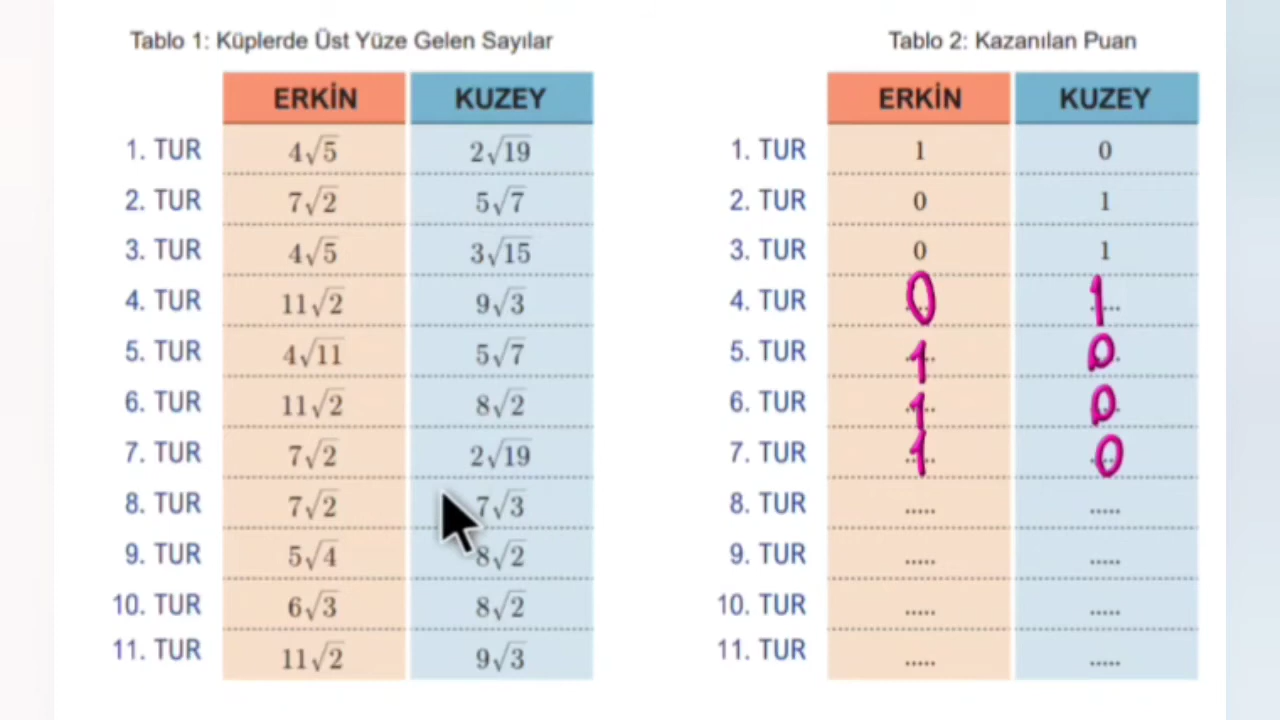 Tablo 1: Küplerde Üst Yüze Gelen Sayılar
ERKİN KUZEY
1. TUR 4√5 2√19
2. TUR 7√2 5√7
3. TUR 4√5 3√15
4. TUR 11√2 9√3
5. TUR 4√11 5√7
6. TUR 11√2 8√2
7. TUR 7√2 2√19
8. TUR 7√2 7√3
9. TUR 5√4 8√2
10. TUR 6√3 8√2
11. TUR 11√2 9√3
Tablo 2: Kazanılan Puan
ERKİN KUZEY
1. TUR 1 0
2. TUR 0 1
3. TUR 0 1
4. TUR 0 1
5. TUR 1 0
6. TUR 1 0
7. TUR 1 0
8. TUR ..... .....
9. TUR ..... .....
10. TUR ..... .....
11. TUR ..... .....